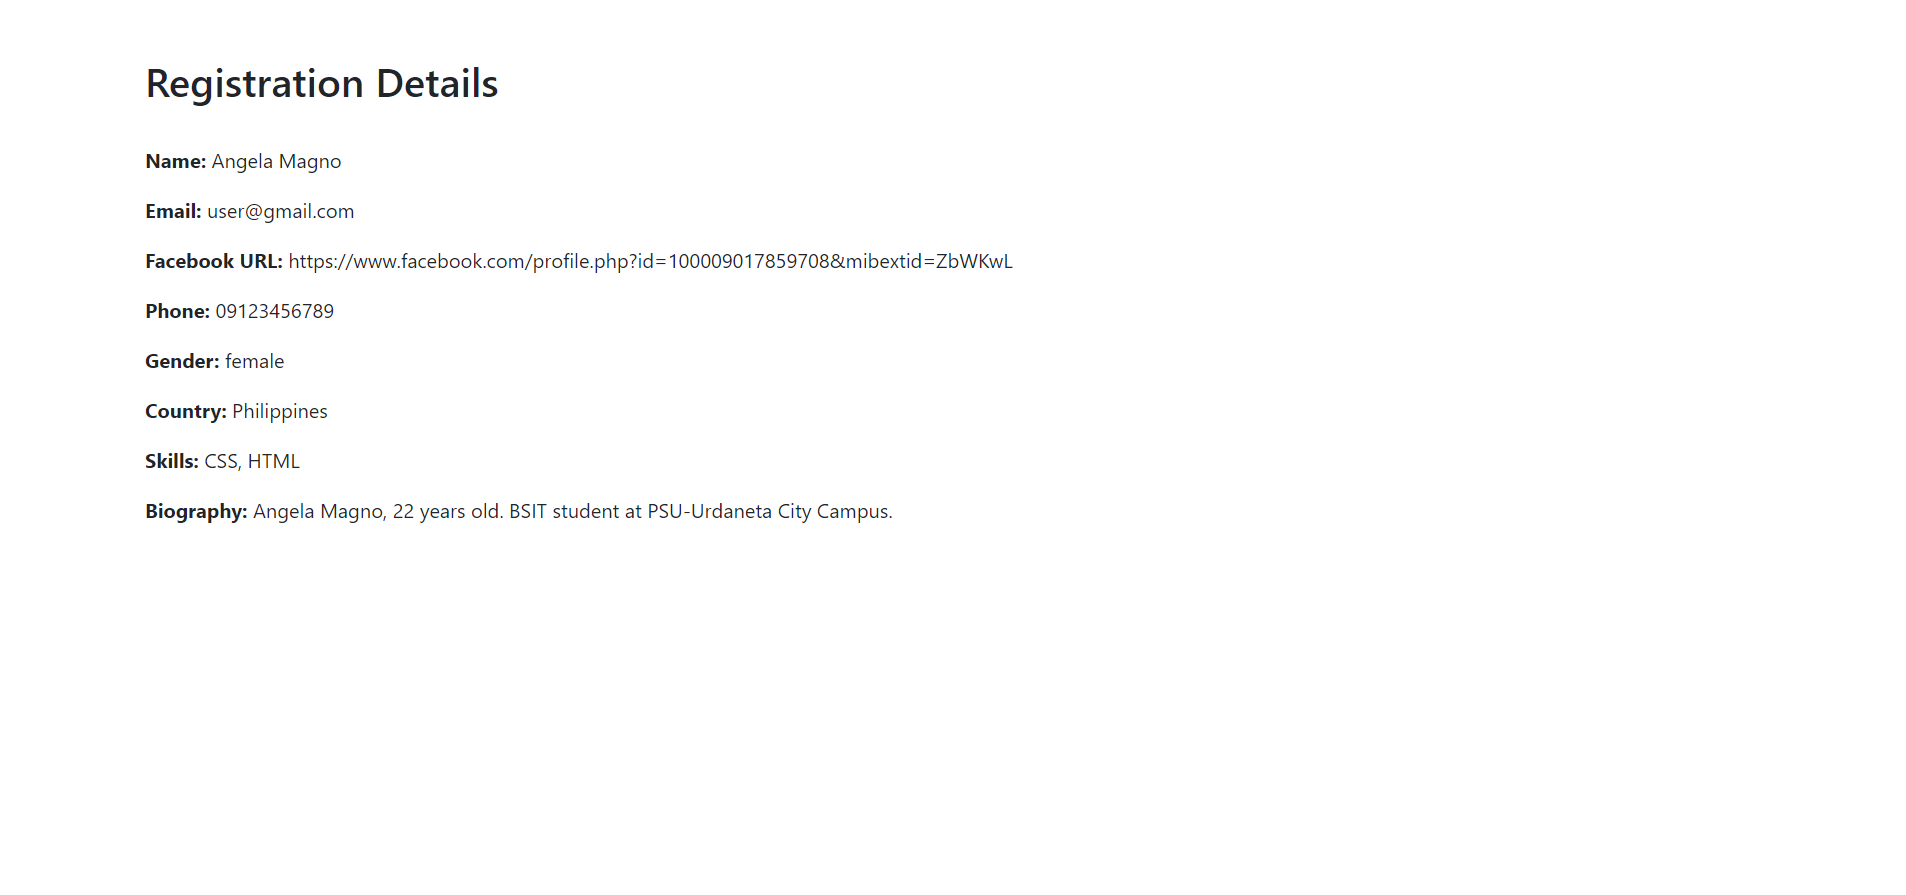 Registration Details
Name: Angela Magno
Email: user@gmail.com
Facebook URL: https://www.facebook.com/profile.php?id=100009017859708&mibextid=ZbWKwL
Phone: 09123456789
Gender: female
Country: Philippines
Skills: CSS, HTML
Biography: Angela Magno, 22 years old. BSIT student at PSU-Urdaneta City Campus.